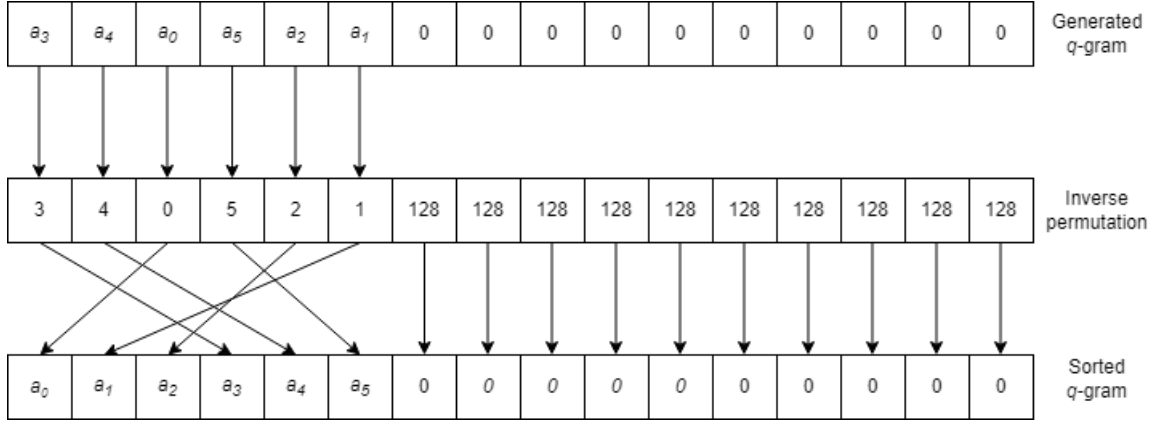 a₃ a₄ a₀ a₅ a₂ a₁ 0 0 0 0 0 0 0 0 0 0
Generated
q-gram
3 4 0 5 2 1 128 128 128 128 128 128 128 128 128 128
Inverse
permutation
a₀ a₁ a₂ a₃ a₄ a₅ 0 0 0 0 0 0 0 0 0 0
Sorted
q-gram